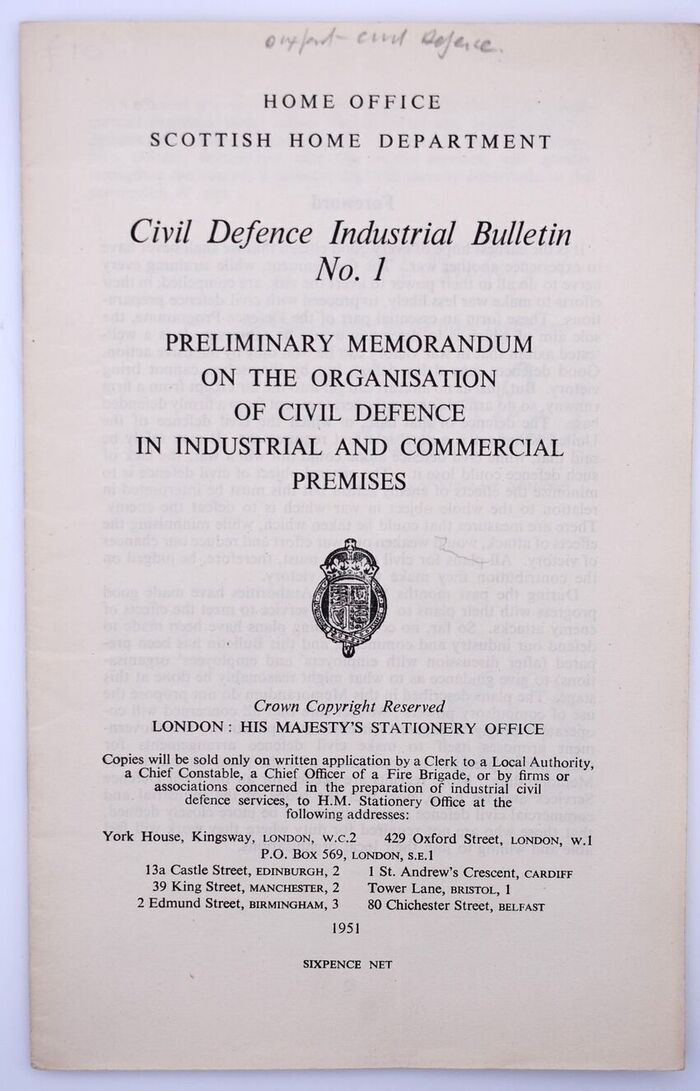 Oxford - Civil Defence.
HOME OFFICE
SCOTTISH HOME DEPARTMENT
Civil Defence Industrial Bulletin
No. 1
PRELIMINARY MEMORANDUM
ON THE ORGANISATION
OF CIVIL DEFENCE
IN INDUSTRIAL AND COMMERCIAL
PREMISES
Crown Copyright Reserved
LONDON: HIS MAJESTY'S STATIONERY OFFICE
Copies will be sold only on written application by a Clerk to a Local Authority,
a Chief Constable, a Chief Officer of a Fire Brigade, or by firms or
associations concerned in the preparation of industrial civil
defence services, to H.M. Stationery Office at the
following addresses:
York House, Kingsway, LONDON, W.C.2 429 Oxford Street, LONDON, W.1
P.O. Box 569, LONDON, S.E.1
13a Castle Street, EDINBURGH, 2 1 St. Andrew's Crescent, CARDIFF
39 King Street, MANCHESTER, 2 Tower Lane, BRISTOL, 1
2 Edmund Street, BIRMINGHAM, 3 80 Chichester Street, BELFAST
1951
SIXPENCE NET